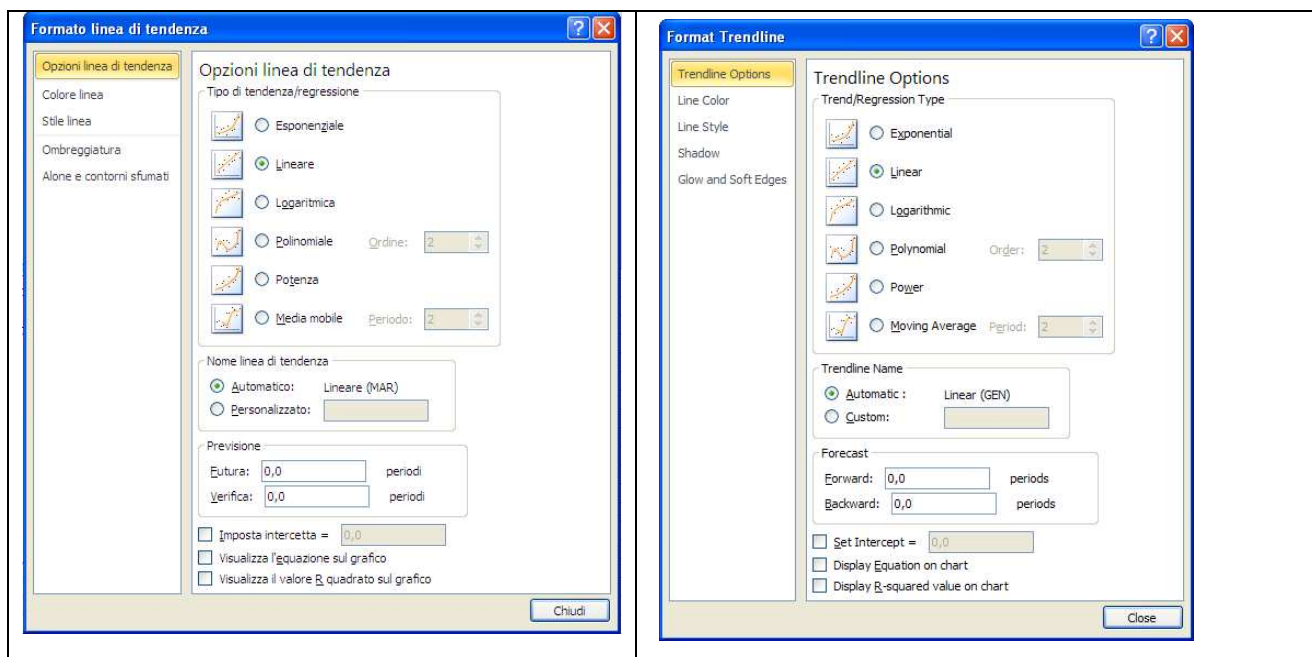 Formato linea di tendenza
Opzioni linea di tendenza
Colore linea
Stile linea
Ombreggiatura
Alone e contorni sfumati
Opzioni linea di tendenza
Tipo di tendenza/regressione
Esponenziale
Lineare
Logaritmica
Polinomiale Ordine: 2
Potenza
Media mobile Periodo: 2
Nome linea di tendenza
Automatico: Lineare (MAR)
Personalizzato:
Previsione
Futura: 0,0 periodi
Verifica: 0,0 periodi
Imposta intercetta = 0,0
Visualizza l'equazione sul grafico
Visualizza il valore R quadrato sul grafico
Chiudi
Format Trendline
Trendline Options
Line Color
Line Style
Shadow
Glow and Soft Edges
Trendline Options
Trend/Regression Type
Exponential
Linear
Logarithmic
Polynomial Order: 2
Power
Moving Average Period: 2
Trendline Name
Automatic : Linear (GEN)
Custom:
Forecast
Forward: 0,0 periods
Backward: 0,0 periods
Set Intercept = 0,0
Display Equation on chart
Display R-squared value on chart
Close